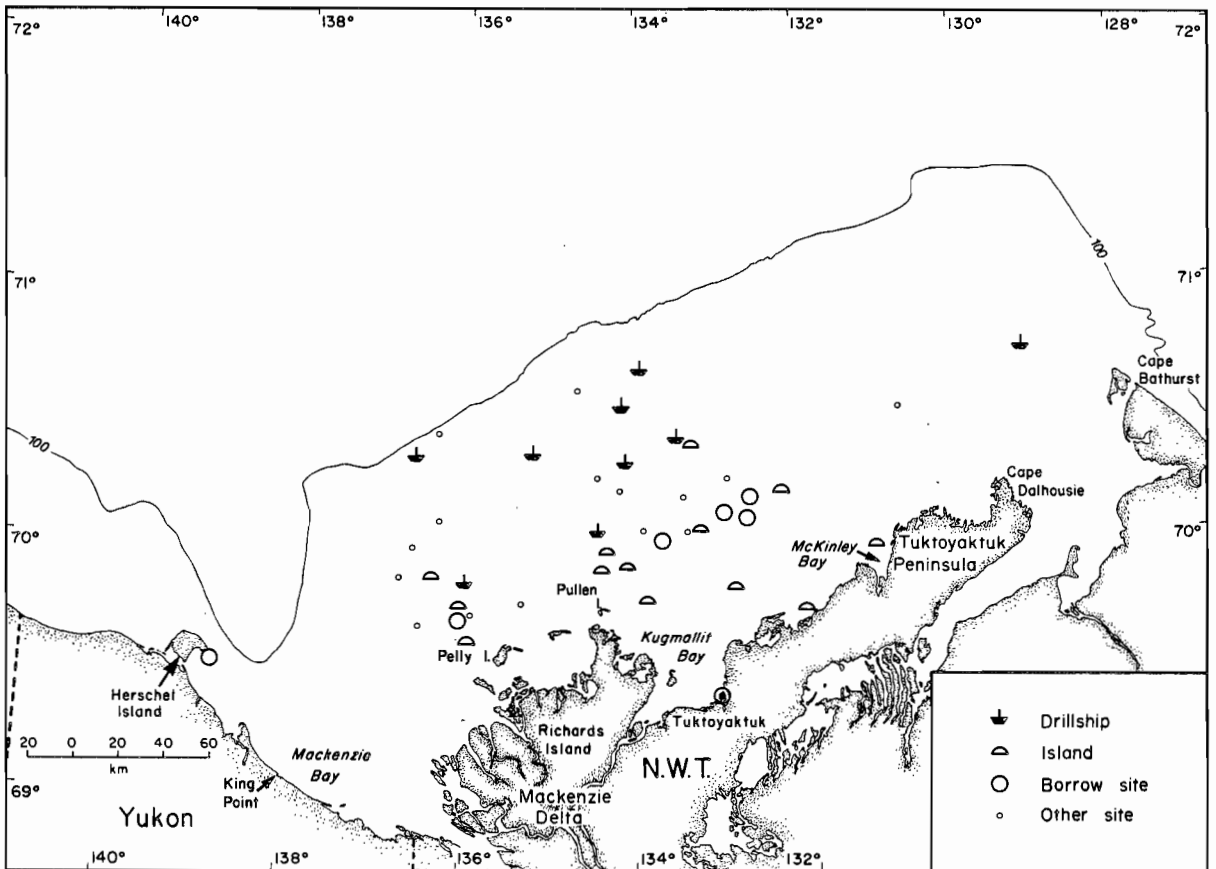 140° 138° 136° 134° 132° 130° 128°
72° 72°
71° 71°
100
Cape
Bathurst
100
Cape
Dalhousie
70° 70°
McKinley
Bay
Tuktoyaktuk
Peninsula
Pullen I.
Kugmallit
Bay
Pelly I.
Herschel
Island
Tuktoyaktuk
Richards
Island
20 0 20 40 60
km
Mackenzie
Bay
King
Point
N.W.T.
69°
Mackenzie
Delta
Yukon
140° 138° 136° 134° 132°
Drillship
Island
Borrow site
Other site